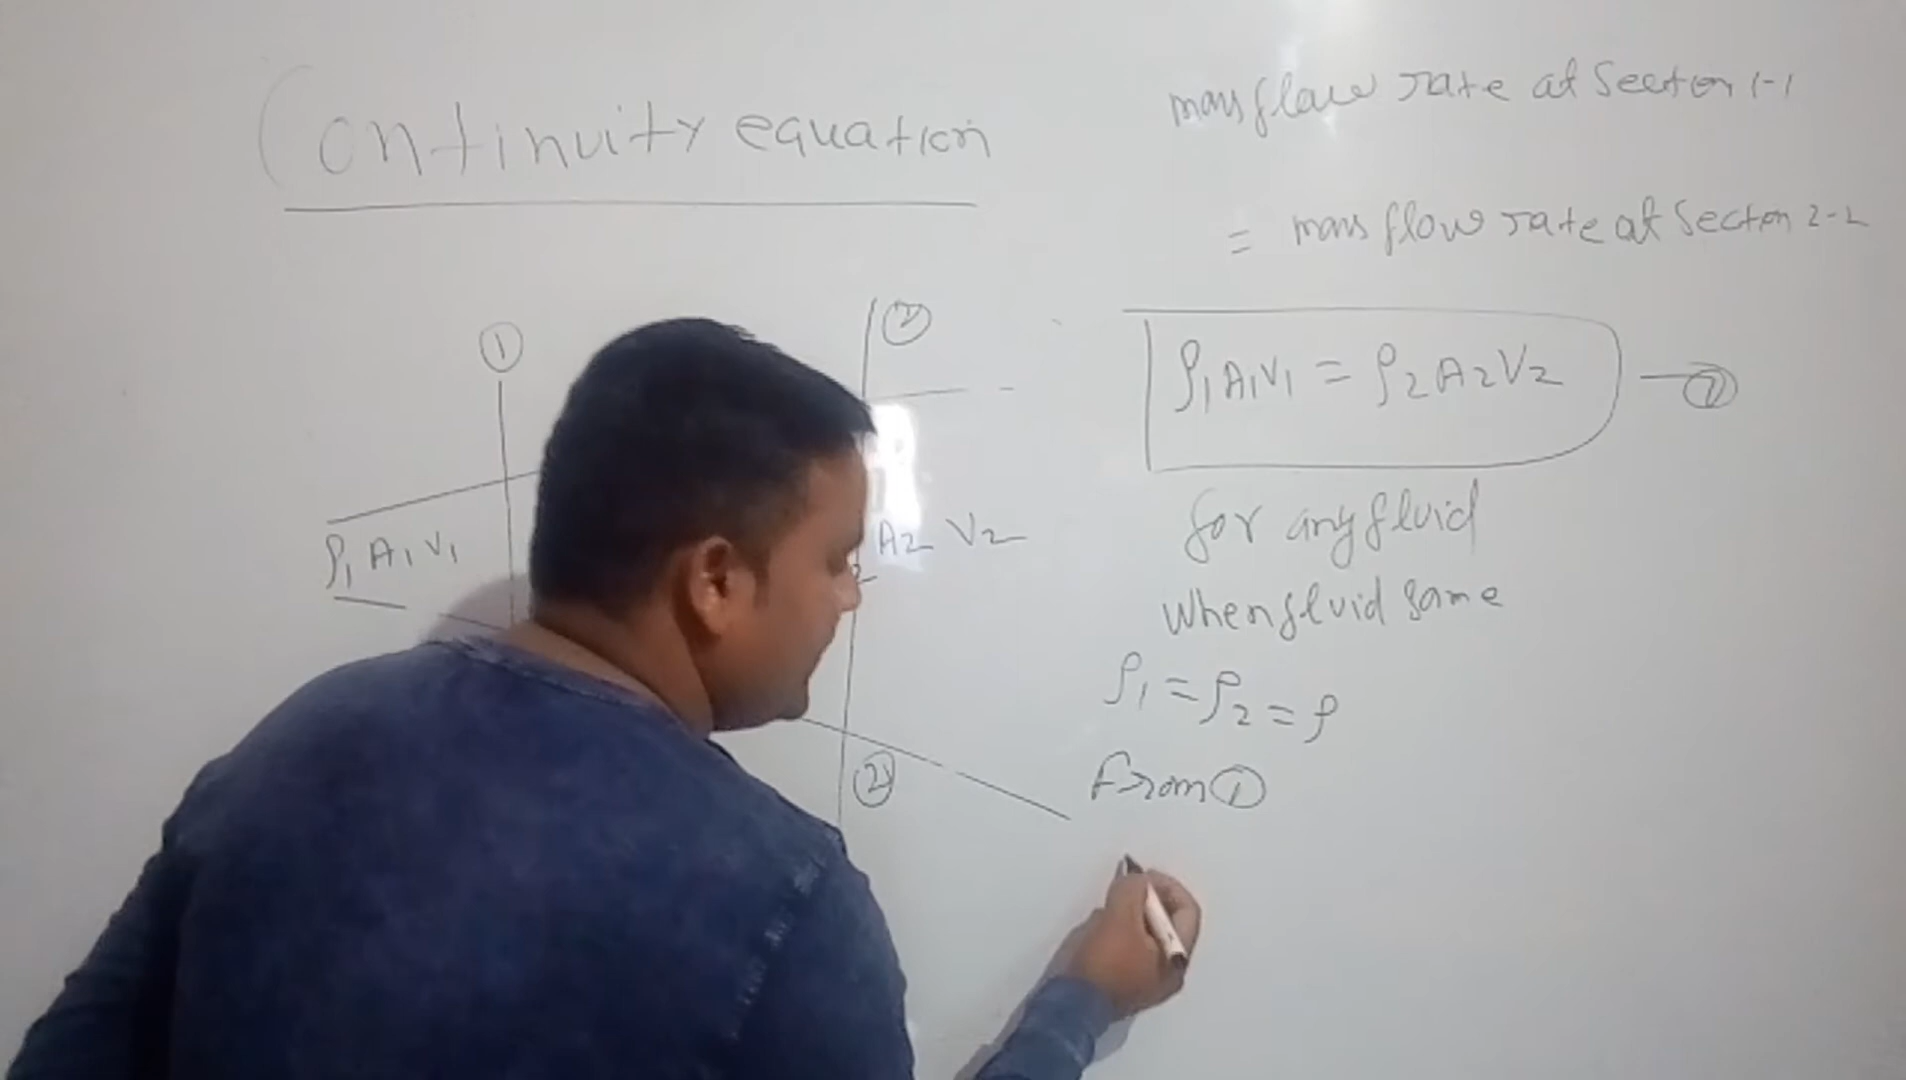 Continuity equation
mass flow rate at Section 1-1
= mass flow rate at Section 2-2
①
②
ρ1A1V1 = ρ2A2V2 —①
ρ1 A1 V1
A2 V2
for any fluid
When fluid same
ρ1 = ρ2 = ρ
②
from ①